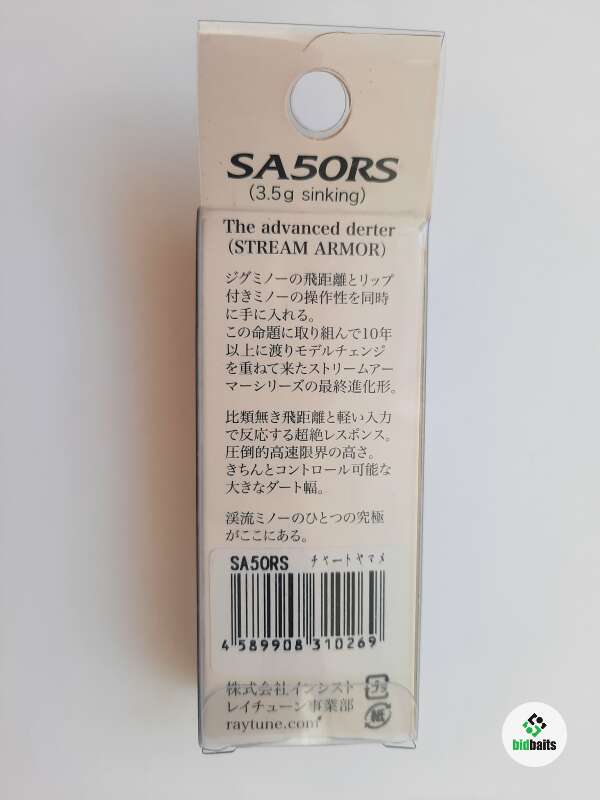 SA50RS
(3.5g sinking)
The advanced derter
(STREAM ARMOR)
ジグミノーの飛距離とリップ
付きミノーの操作性を同時
に手に入れる。
この命題に取り組んで10年
以上に渡りモデルチェンジ
を重ねて来たストリームアー
マーシリーズの最終進化形。
比類無き飛距離と軽い入力
で反応する超絶レスポンス。
圧倒的高速限界の高さ。
きちんとコントロール可能な
大きなダート幅。
渓流ミノーのひとつの究極
がここにある。
SA50RS チャートヤマメ
4 589908 310269
株式会社インシスト プラ
レイチューン事業部 紙
raytune.com
bidbaits